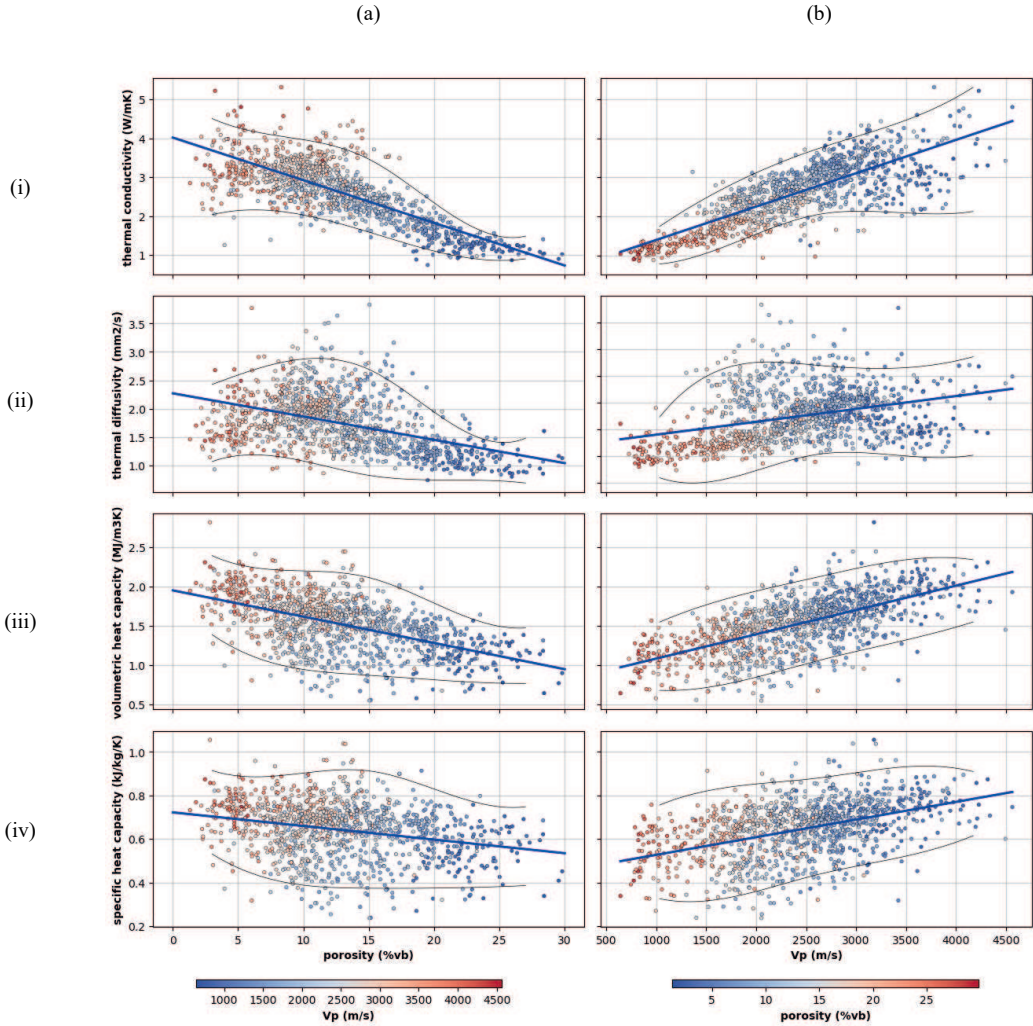 (a)
(b)
(i)
thermal conductivity (W/mK)
5
4
3
2
1
(ii)
thermal diffusivity (mm2/s)
3.5
3.0
2.5
2.0
1.5
1.0
(iii)
volumetric heat capacity (MJ/m3K)
2.5
2.0
1.5
1.0
0.5
(iv)
specific heat capacity (kJ/kg/K)
1.0
0.8
0.6
0.4
0.2
0 5 10 15 20 25 30
500 1000 1500 2000 2500 3000 3500 4000 4500
porosity (%vb)
Vp (m/s)
1000 1500 2000 2500 3000 3500 4000 4500
Vp (m/s)
5 10 15 20 25
porosity (%vb)